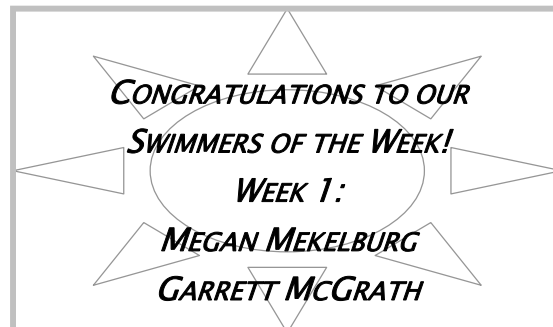 CONGRATULATIONS TO OUR
SWIMMERS OF THE WEEK!
WEEK 1:
MEGAN MEKELBURG
GARRETT MCGRATH